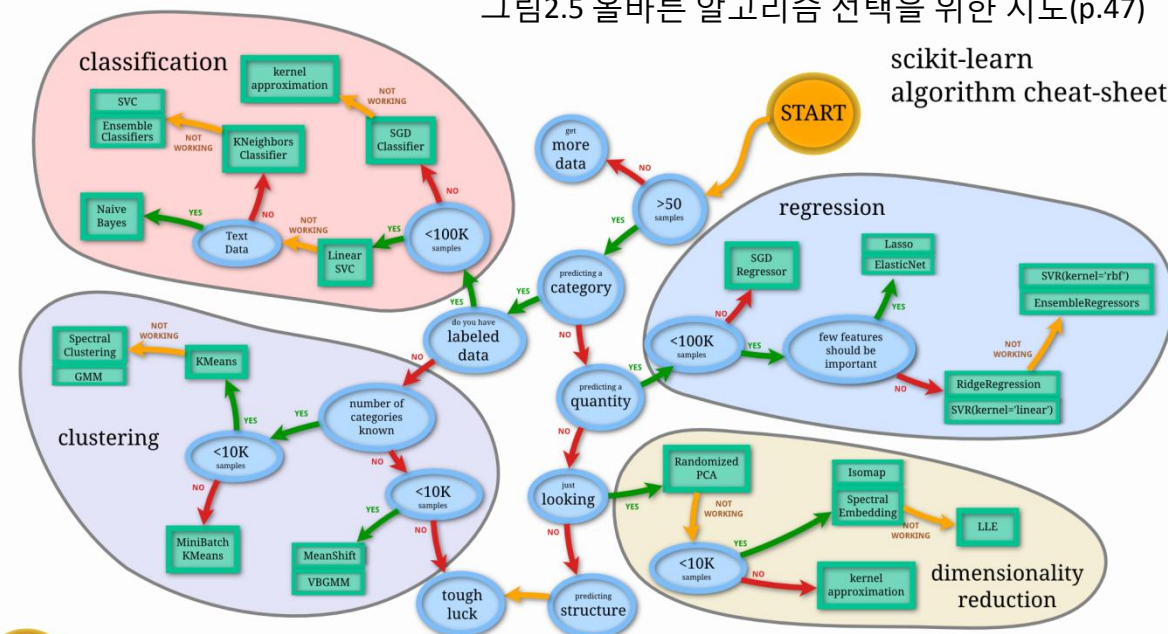 그림2.5 올바른 알고리즘 선택을 위한 지도(p.47)
scikit-learn
algorithm cheat-sheet
START
classification
kernel
approximation
NOT
WORKING
SVC
Ensemble
Classifiers
NOT
WORKING
KNeighbors
Classifier
SGD
Classifier
NO
Naive
Bayes
YES
Text
Data
NO
NOT
WORKING
Linear
SVC
YES
<100K
samples
get
more
data
NO
>50
samples
YES
predicting a
category
YES
NO
do you have
labeled
data
YES
NO
predicting a
quantity
YES
NO
just
looking
YES
NO
predicting
structure
tough
luck
regression
SGD
Regressor
NO
<100K
samples
YES
Lasso
ElasticNet
YES
few features
should be
important
NO
SVR(kernel='rbf')
EnsembleRegressors
NOT
WORKING
RidgeRegression
SVR(kernel='linear')
clustering
Spectral
Clustering
GMM
NOT
WORKING
KMeans
YES
<10K
samples
YES
number of
categories
known
NO
NO
MiniBatch
KMeans
<10K
samples
YES
NO
MeanShift
VBGMM
dimensionality
reduction
Randomized
PCA
NOT
WORKING
<10K
samples
YES
NO
Isomap
Spectral
Embedding
NOT
WORKING
LLE
kernel
approximation